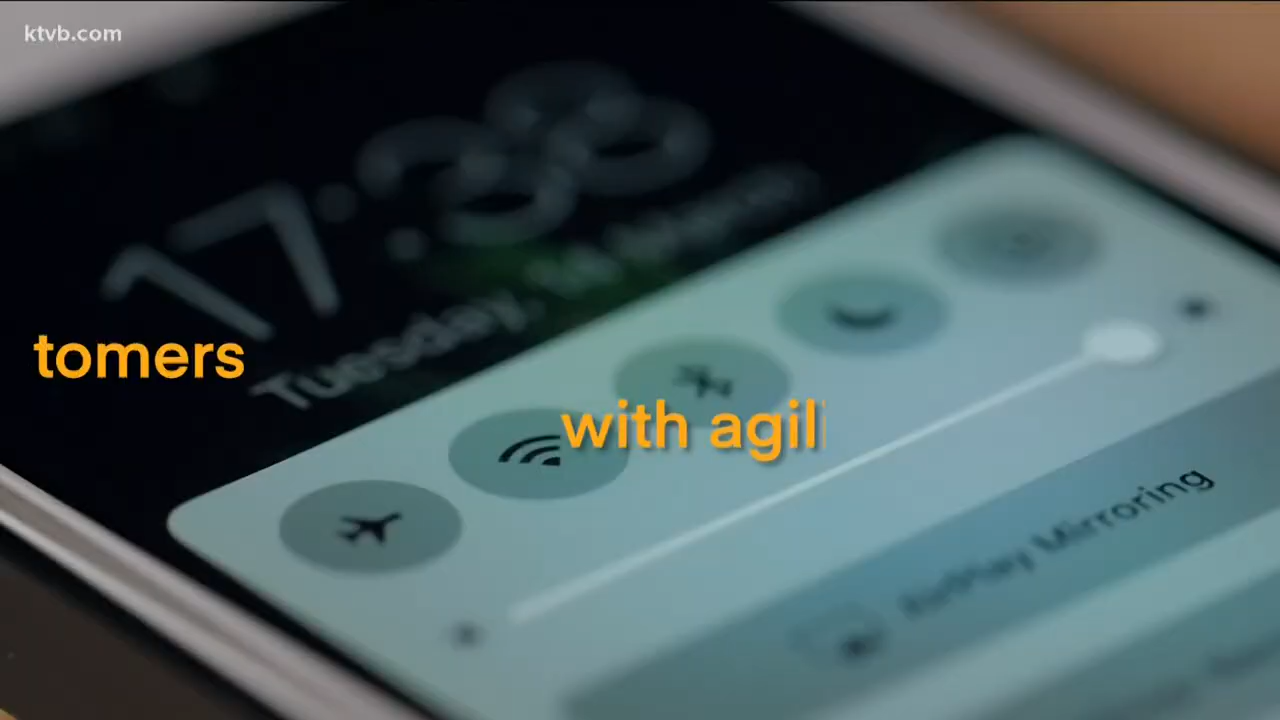 ktvb.com
17:38
Tuesday,
tomers
with agil
AirPlay Mirroring